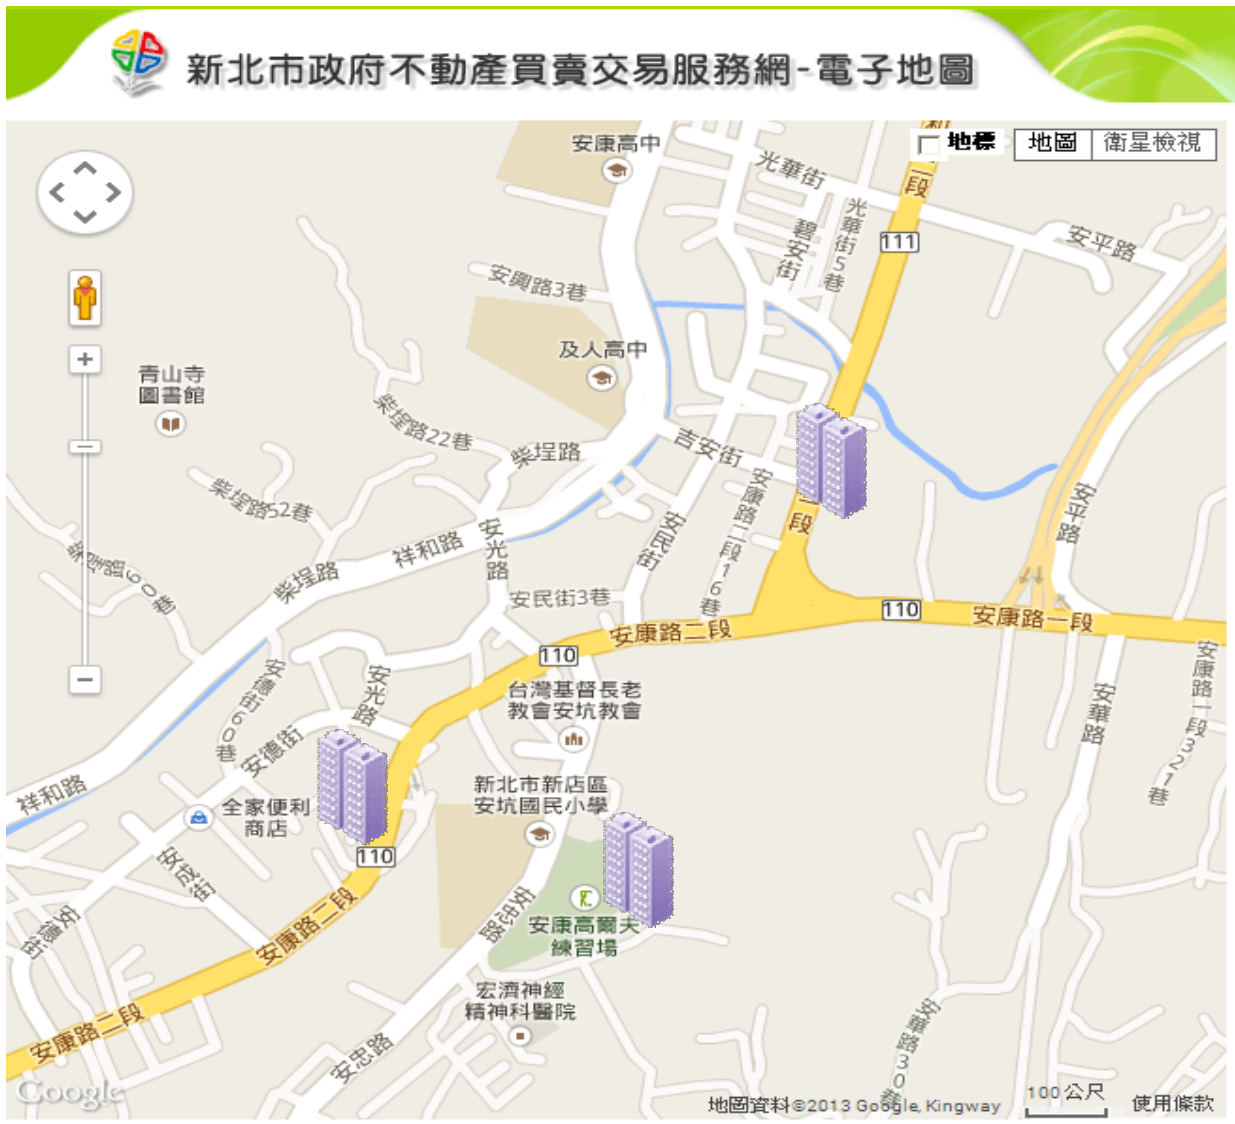 新北市政府不動產買賣交易服務網-電子地圖
安康高中
地標
地圖
衛星檢視
光華街
二段
碧安街
光華街5巷
111
安平路
安興路3巷
及人高中
青山寺
圖書館
柴埕路22巷
柴埕路
吉安街
柴埕路52巷
安康路二段16巷
段
安平路
祥和路
安光路
安民街
柴埕路60巷
柴埕路
安民街3巷
110
安康路一段
安康路二段
110
安德街60巷
安光路
台灣基督長老
教會安坑教會
安華路
安康路一段321巷
安德街
祥和路
新北市新店區
安坑國民小學
全家便利
商店
110
安成街
安康路二段
安忠路
安康高爾夫
練習場
安德街
宏濟神經
精神科醫院
安康路二段
安忠路
安華路30巷
Google
地圖資料©2013 Google, Kingway
100 公尺
使用條款